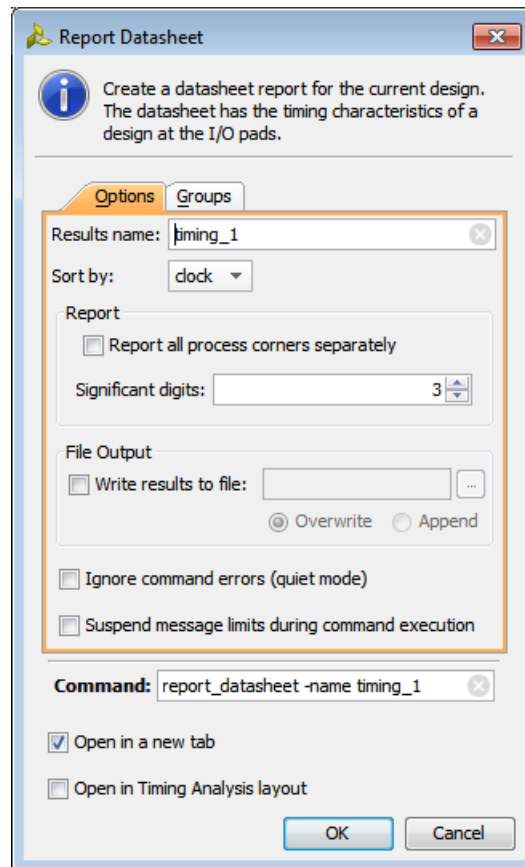 Report Datasheet
Create a datasheet report for the current design.
The datasheet has the timing characteristics of a
design at the I/O pads.
Options Groups
Results name: timing_1
Sort by: clock
Report
Report all process corners separately
Significant digits: 3
File Output
Write results to file: ...
Overwrite Append
Ignore command errors (quiet mode)
Suspend message limits during command execution
Command: report_datasheet -name timing_1
Open in a new tab
Open in Timing Analysis layout
OK Cancel